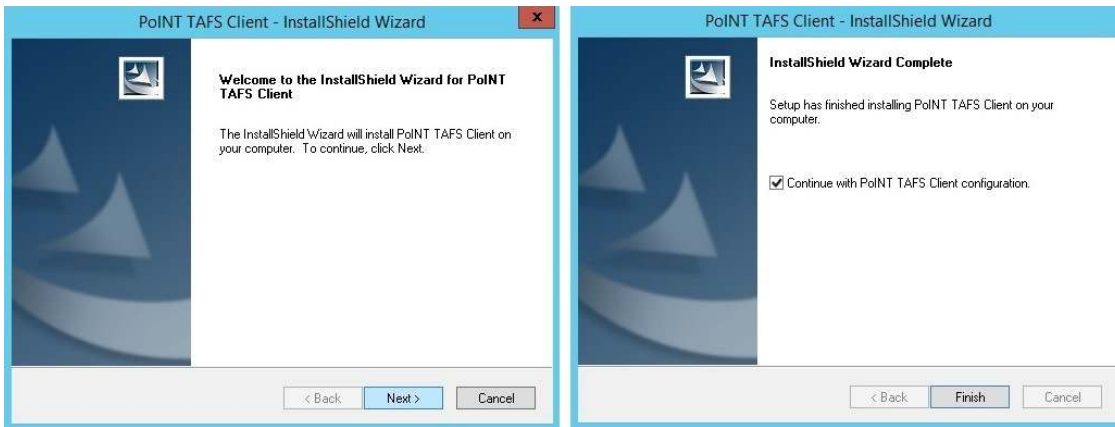 PoINT TAFS Client - InstallShield Wizard
x
Welcome to the InstallShield Wizard for PoINT
TAFS Client
The InstallShield Wizard will install PoINT TAFS Client on
your computer. To continue, click Next.
< Back
Next >
Cancel
PoINT TAFS Client - InstallShield Wizard
InstallShield Wizard Complete
Setup has finished installing PoINT TAFS Client on your
computer.
Continue with PoINT TAFS Client configuration.
< Back
Finish
Cancel